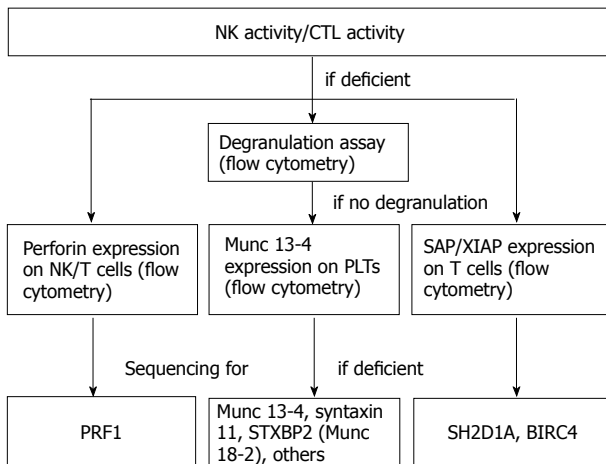 NK activity/CTL activity
if deficient
Degranulation assay
(flow cytometry)
if no degranulation
Perforin expression
on NK/T cells (flow
cytometry)
Munc 13-4
expression on PLTs
(flow cytometry)
SAP/XIAP expression
on T cells (flow
cytometry)
Sequencing for
if deficient
PRF1
Munc 13-4, syntaxin
11, STXBP2 (Munc
18-2), others
SH2D1A, BIRC4